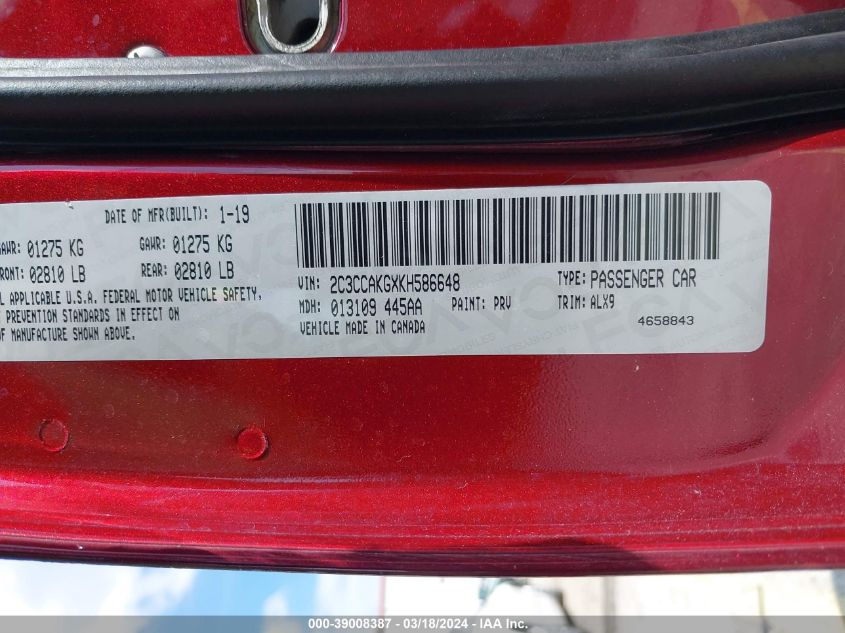 DATE OF MFR(BUILT): 1-19
GAWR: 01275 KG GAWR: 01275 KG
FRONT: 02810 LB REAR: 02810 LB
APPLICABLE U.S.A. FEDERAL MOTOR VEHICLE SAFETY,
PREVENTION STANDARDS IN EFFECT ON
OF MANUFACTURE SHOWN ABOVE.
VIN: 2C3CCAKGXKH586648 TYPE: PASSENGER CAR
MDH: 013109 445AA PAINT: PRV TRIM: ALX9
VEHICLE MADE IN CANADA 4658843
000-39008387 - 03/18/2024 - IAA Inc.